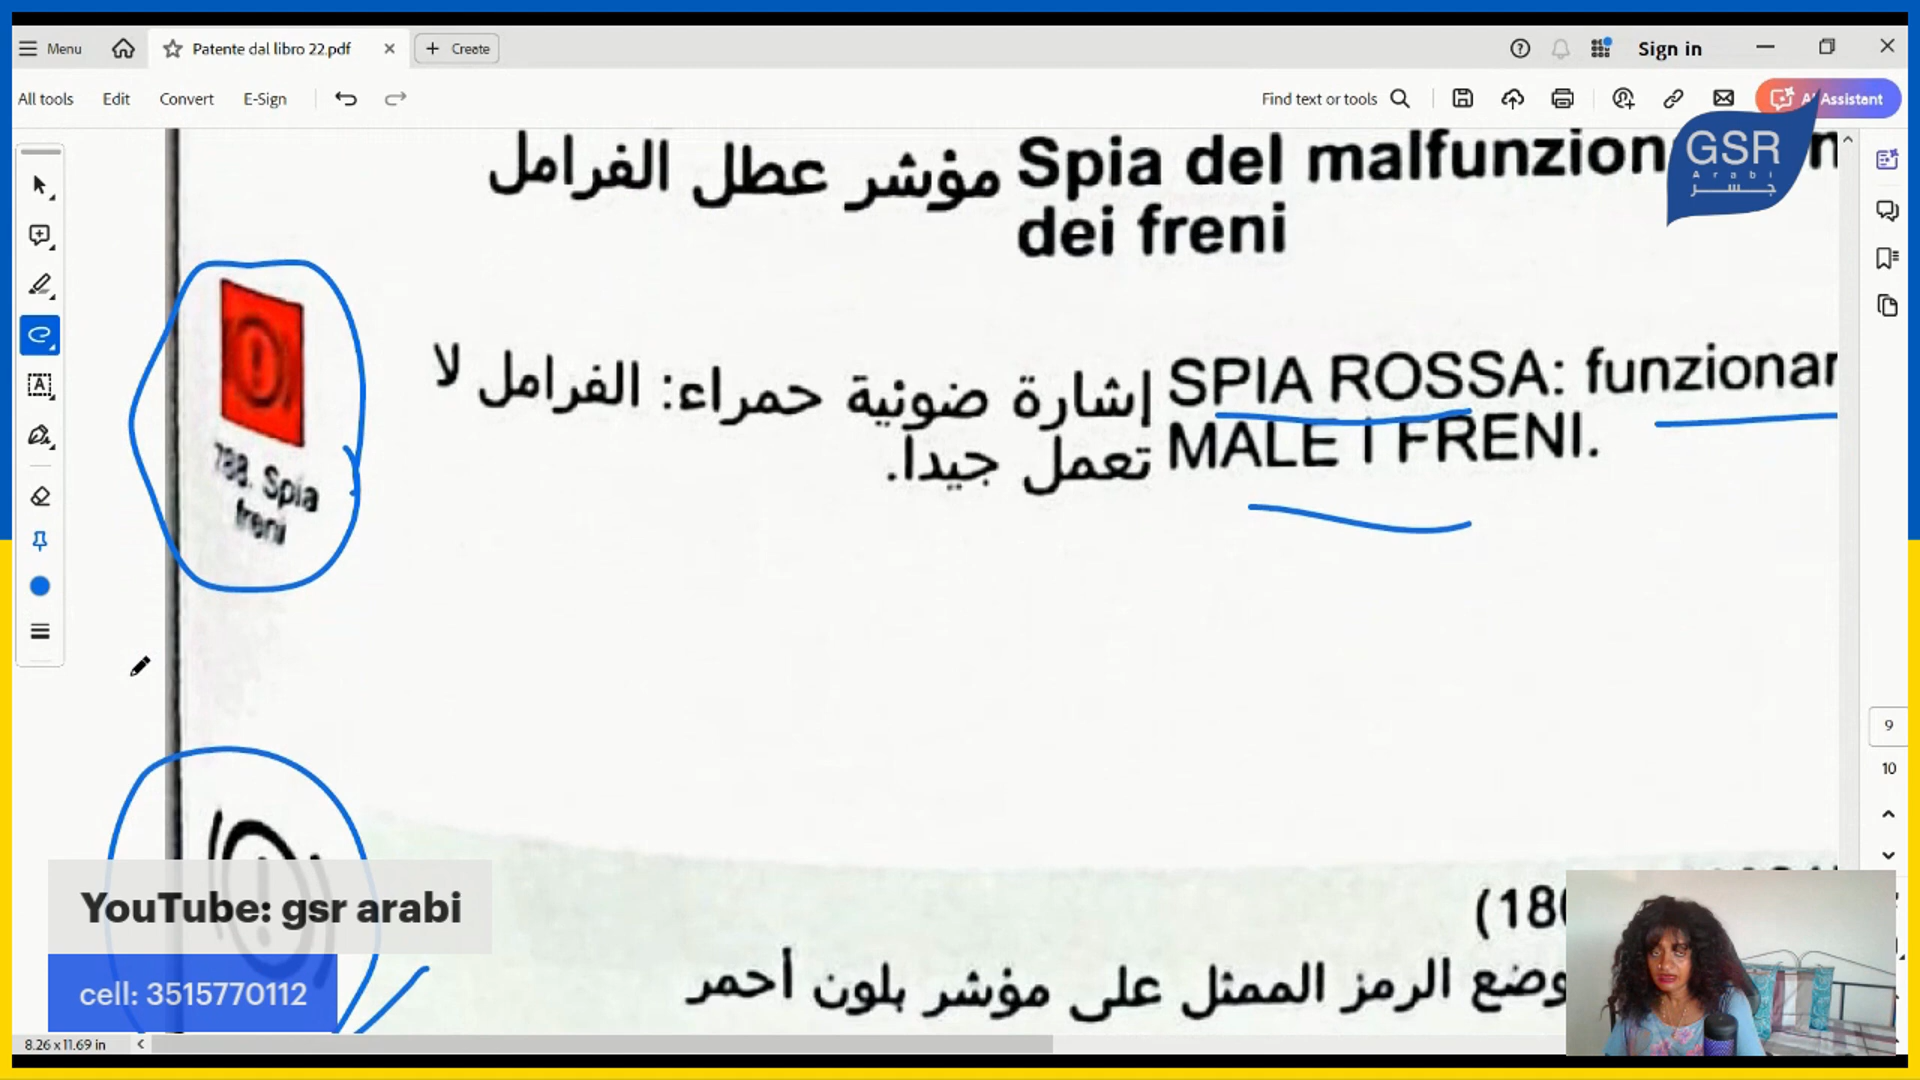 Menu
Patente dal libro 22.pdf
Create
Sign in
All tools
Edit
Convert
E-Sign
Find text or tools
Assistant
GSR
Arabi
جسر
مؤشر عطل الفرامل
Spia del malfunzion
dei freni
788. Spia
freni
إشارة ضوئية حمراء: الفرامل لا
تعمل جيدا.
SPIA ROSSA: funzionar
MALE I FRENI.
9
10
YouTube: gsr arabi
cell: 3515770112
وضع الرمز الممثل على مؤشر بلون أحمر
8.26 x 11.69 in